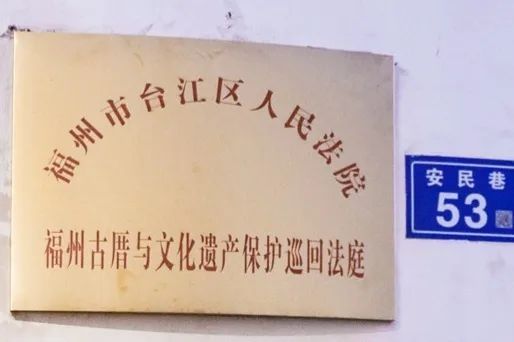 福州市台江区人民法院
福州古厝与文化遗产保护巡回法庭
安民巷
53